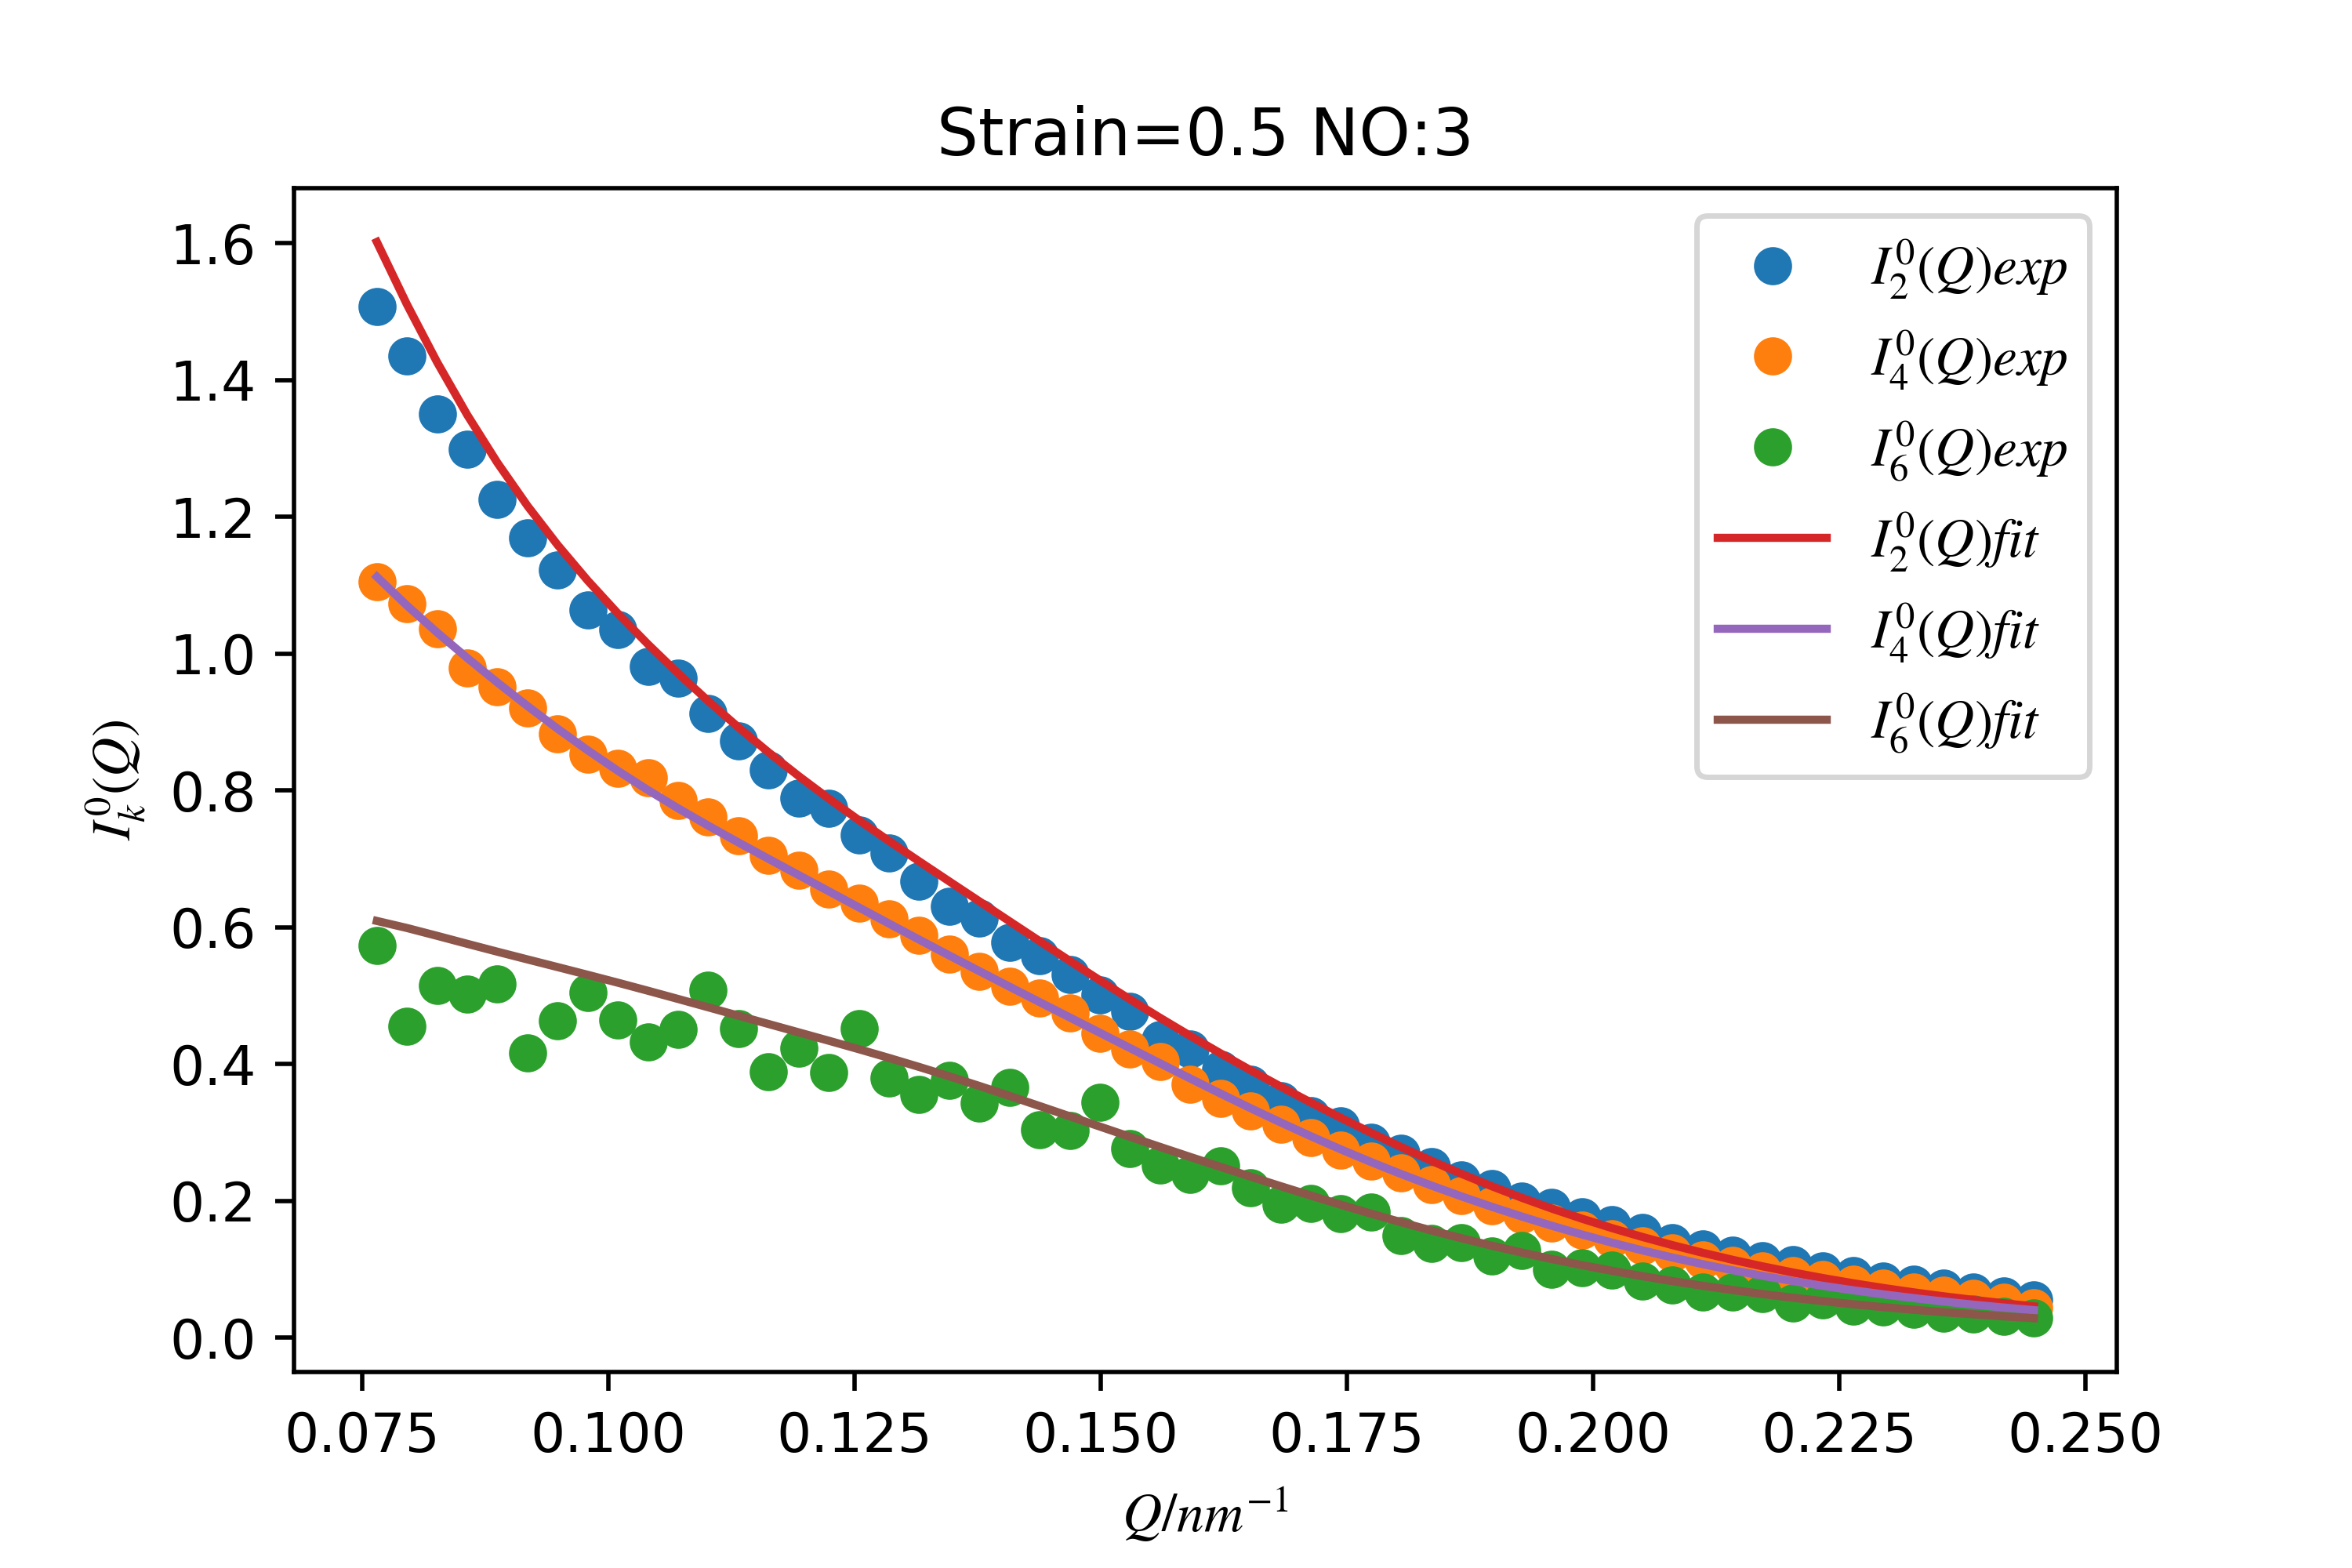 Strain=0.5 NO:3
1.6
1.4
1.2
1.0
0.8
0.6
0.4
0.2
0.0
I_k^0(Q)
I_2^0(Q)exp
I_4^0(Q)exp
I_6^0(Q)exp
I_2^0(Q)fit
I_4^0(Q)fit
I_6^0(Q)fit
0.075 0.100 0.125 0.150 0.175 0.200 0.225 0.250
Q/nm^{-1}